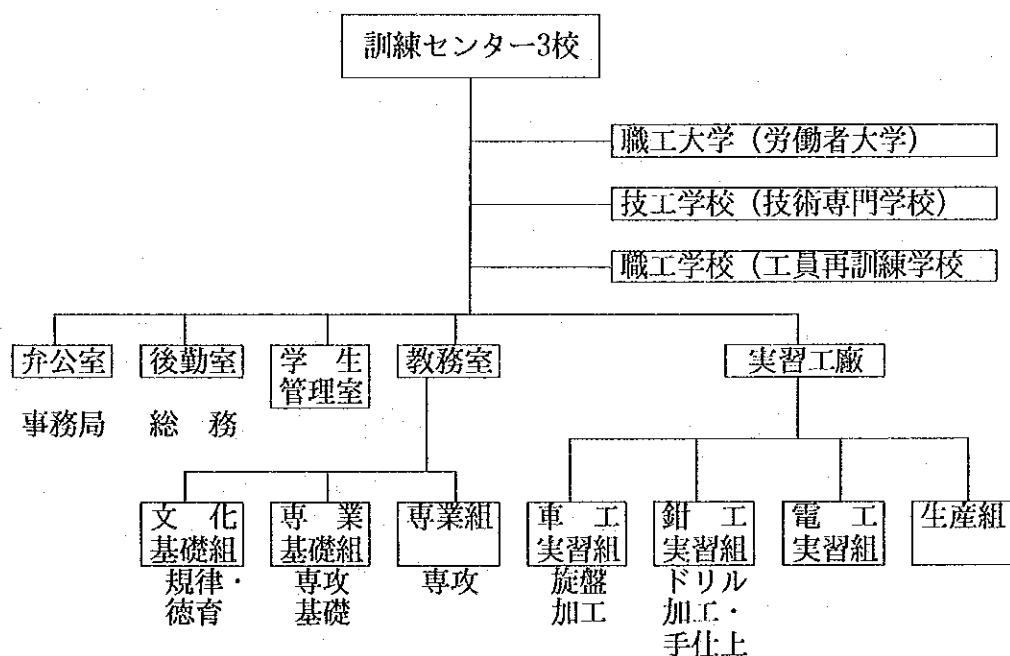 訓練センター3校
職工大学（労働者大学）
技工学校（技術専門学校）
職工学校（工員再訓練学校
弁公室
後勤室
学 生
管理室
教務室
実習工廠
事務局
総 務
文 化
基礎組
専 業
基礎組
専業組
車 工
実習組
鉗 工
実習組
電 工
実習組
生産組
規律・
徳育
専攻
基礎
専攻
旋盤
加工
ドリル
加工・
手仕上